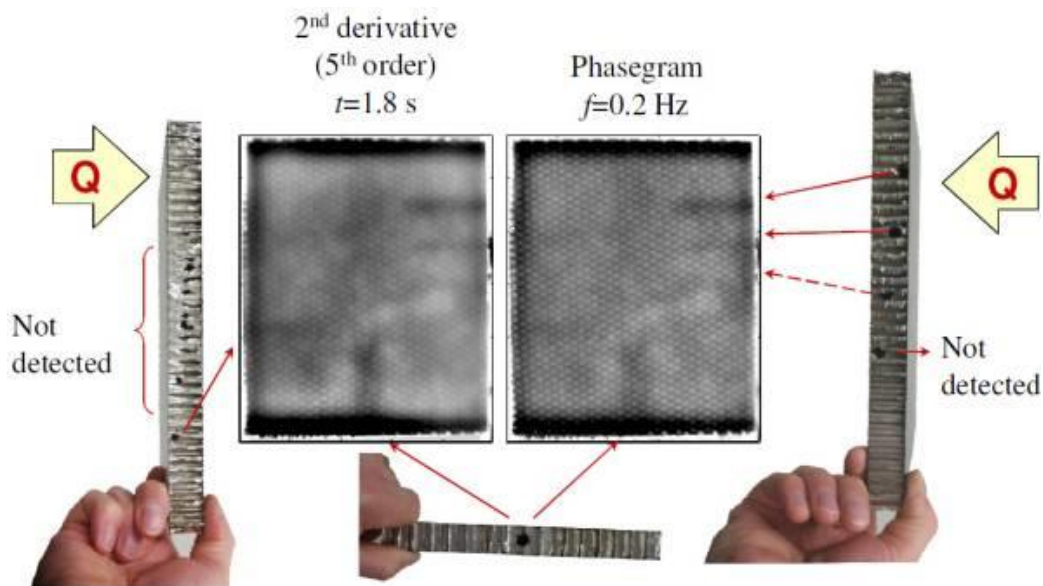 2nd derivative
(5th order)
t=1.8 s
Phasegram
f=0.2 Hz
Q
Q
Not
detected
Not
detected